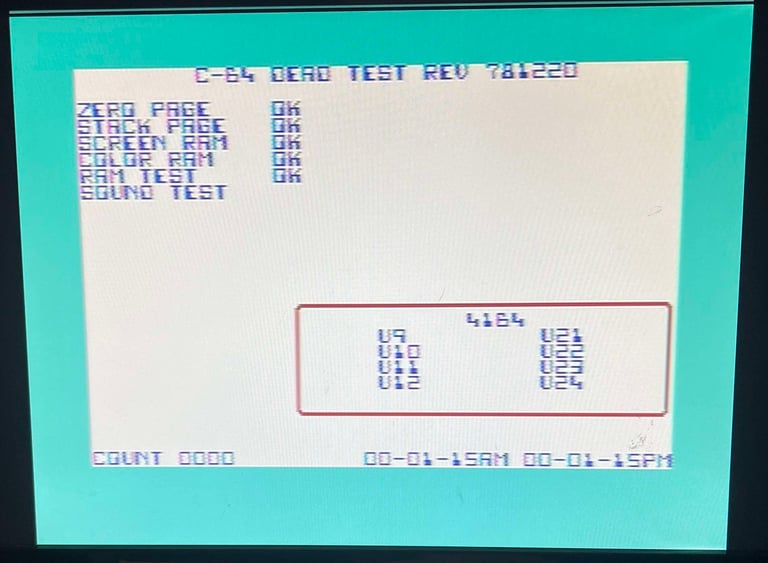 C-64 DEAD TEST REV 781220
ZERO PAGE OK
STACK PAGE OK
SCREEN RAM OK
COLOR RAM OK
RAM TEST OK
SOUND TEST
4164
U9 U21
U10 U22
U11 U23
U12 U24
COUNT 0000 00-01-15AM 00-01-15PM